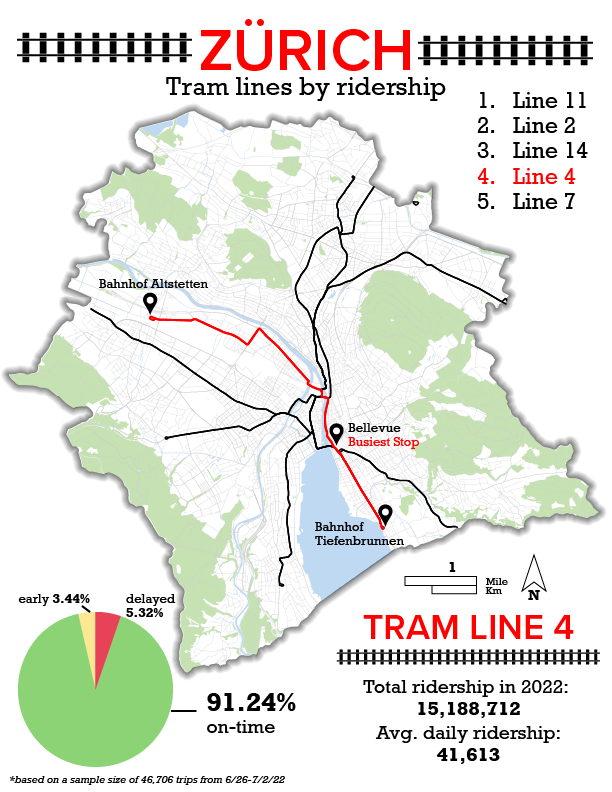 ZÜRICH
Tram lines by ridership
1. Line 11
2. Line 2
3. Line 14
4. Line 4
5. Line 7
Bahnhof Altstetten
Bellevue
Busiest Stop
Bahnhof
Tiefenbrunnen
1
Mile
Km
N
early 3.44%
delayed
5.32%
91.24%
on-time
TRAM LINE 4
Total ridership in 2022:
15,188,712
Avg. daily ridership:
41,613
*based on a sample size of 46,706 trips from 6/26-7/2/22